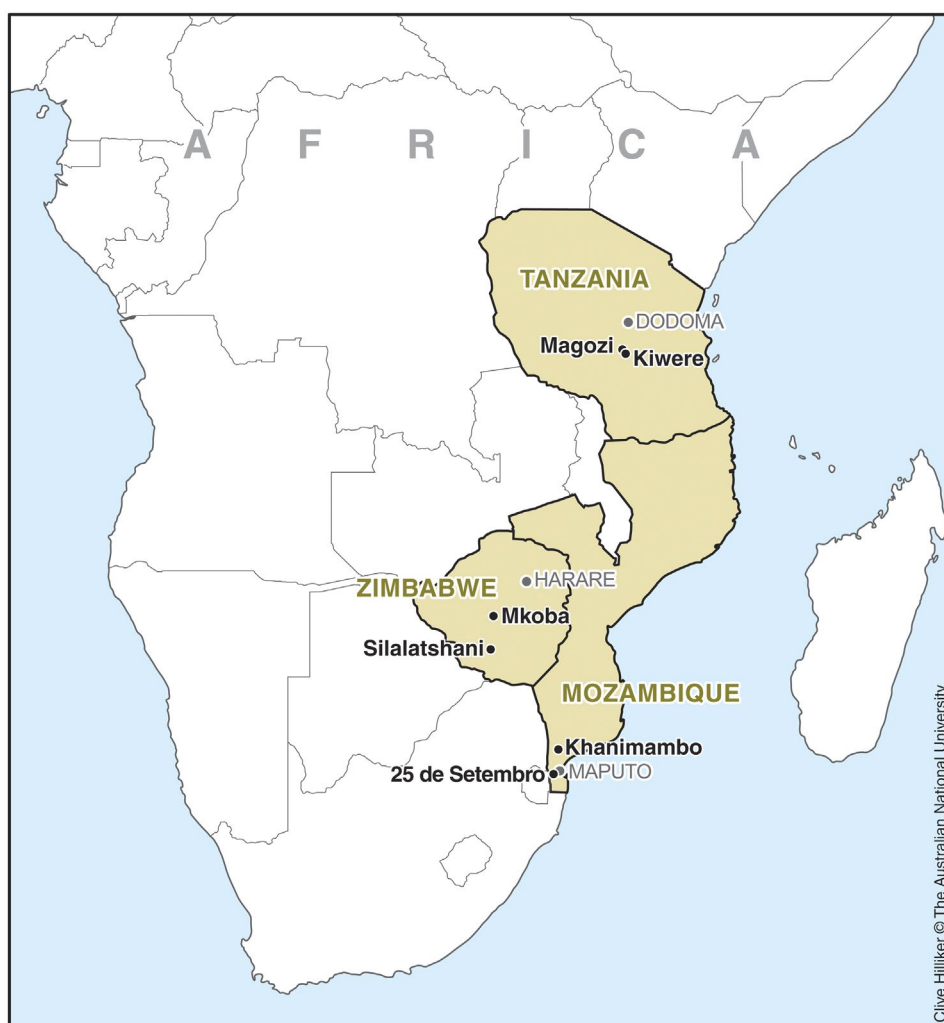 AFRICA
TANZANIA
DODOMA
Magozi
Kiwere
HARARE
ZIMBABWE
Mkoba
Silalatshani
MOZAMBIQUE
Khanimambo
25 de Setembro
MAPUTO
Clive Hilliker © The Australian National University